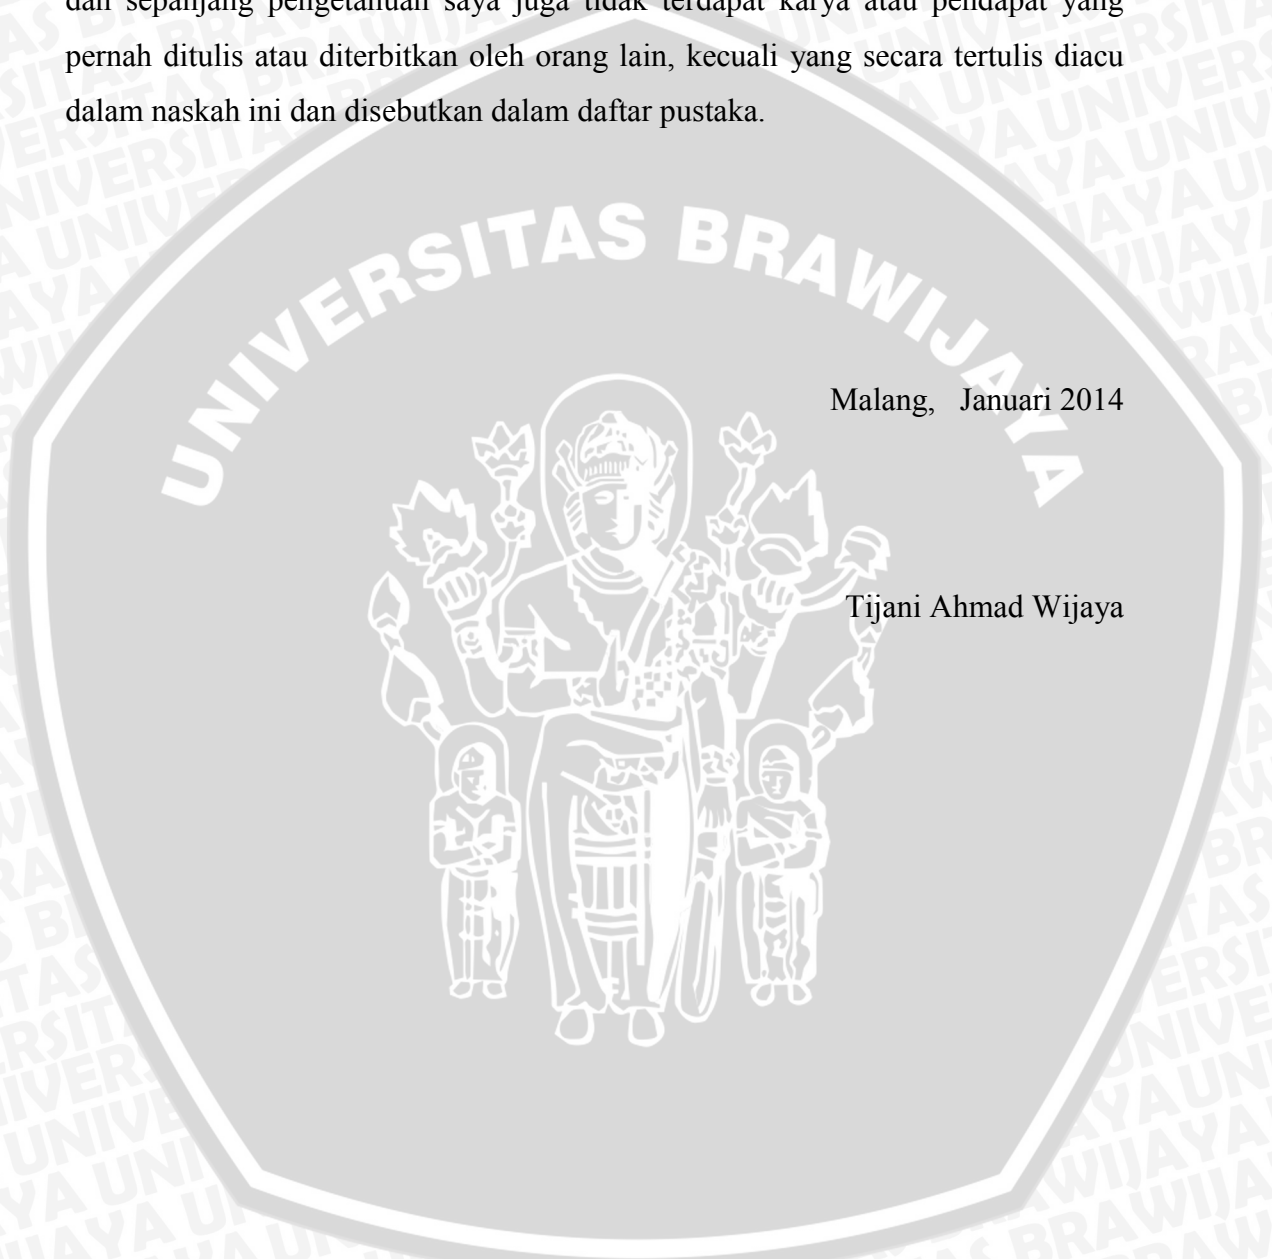 dan sepanjang pengetahuan saya juga tidak terdapat karya atau pendapat yang
pernah ditulis atau diterbitkan oleh orang lain, kecuali yang secara tertulis diacu
dalam naskah ini dan disebutkan dalam daftar pustaka.
UNIVERSITAS BRAWIJAYA
Malang, Januari 2014
Tijani Ahmad Wijaya